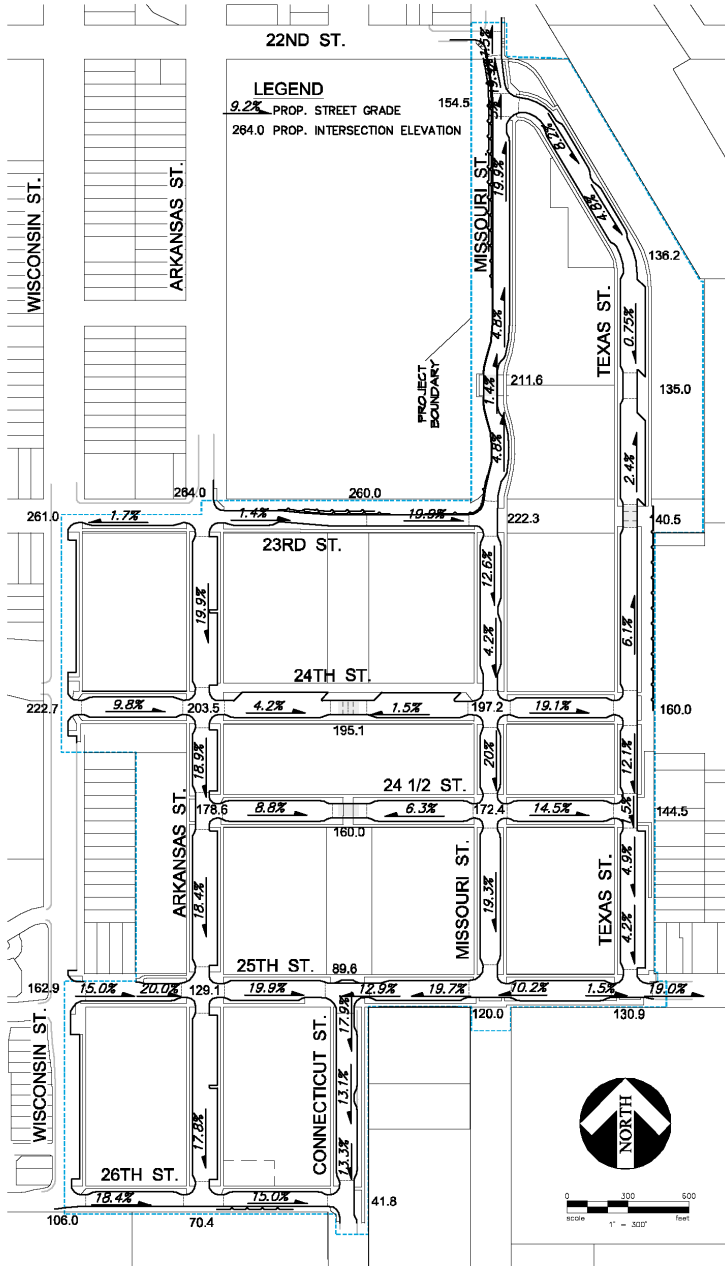 22ND ST.
LEGEND
9.2% PROP. STREET GRADE
264.0 PROP. INTERSECTION ELEVATION
1.5%
154.5
8.2%
WISCONSIN ST.
ARKANSAS ST.
MISSOURI ST.
19.9%
4.8%
136.2
TEXAS ST.
0.75%
4.8%
PROJECT
BOUNDARY
1.4%
211.6
135.0
4.8%
2.4%
264.0
260.0
261.0
1.7%
1.4%
19.9%
222.3
140.5
23RD ST.
12.6%
19.9%
6.1%
4.2%
24TH ST.
222.7
9.8%
203.5
4.2%
1.5%
197.2
19.1%
160.0
195.1
18.9%
20%
12.1%
24 1/2 ST.
178.6
8.8%
6.3%
172.4
14.5%
144.5
160.0
ARKANSAS ST.
18.4%
MISSOURI ST.
19.3%
TEXAS ST.
4.9%
4.2%
25TH ST.
89.6
162.9
15.0%
20.0%
129.1
19.9%
12.9%
19.7%
10.2%
1.5%
19.0%
120.0
130.9
WISCONSIN ST.
CONNECTICUT ST.
17.9%
13.1%
13.3%
17.8%
NORTH
26TH ST.
18.4%
15.0%
41.8
106.0
70.4
0 300 600
scale feet
1" = 300'